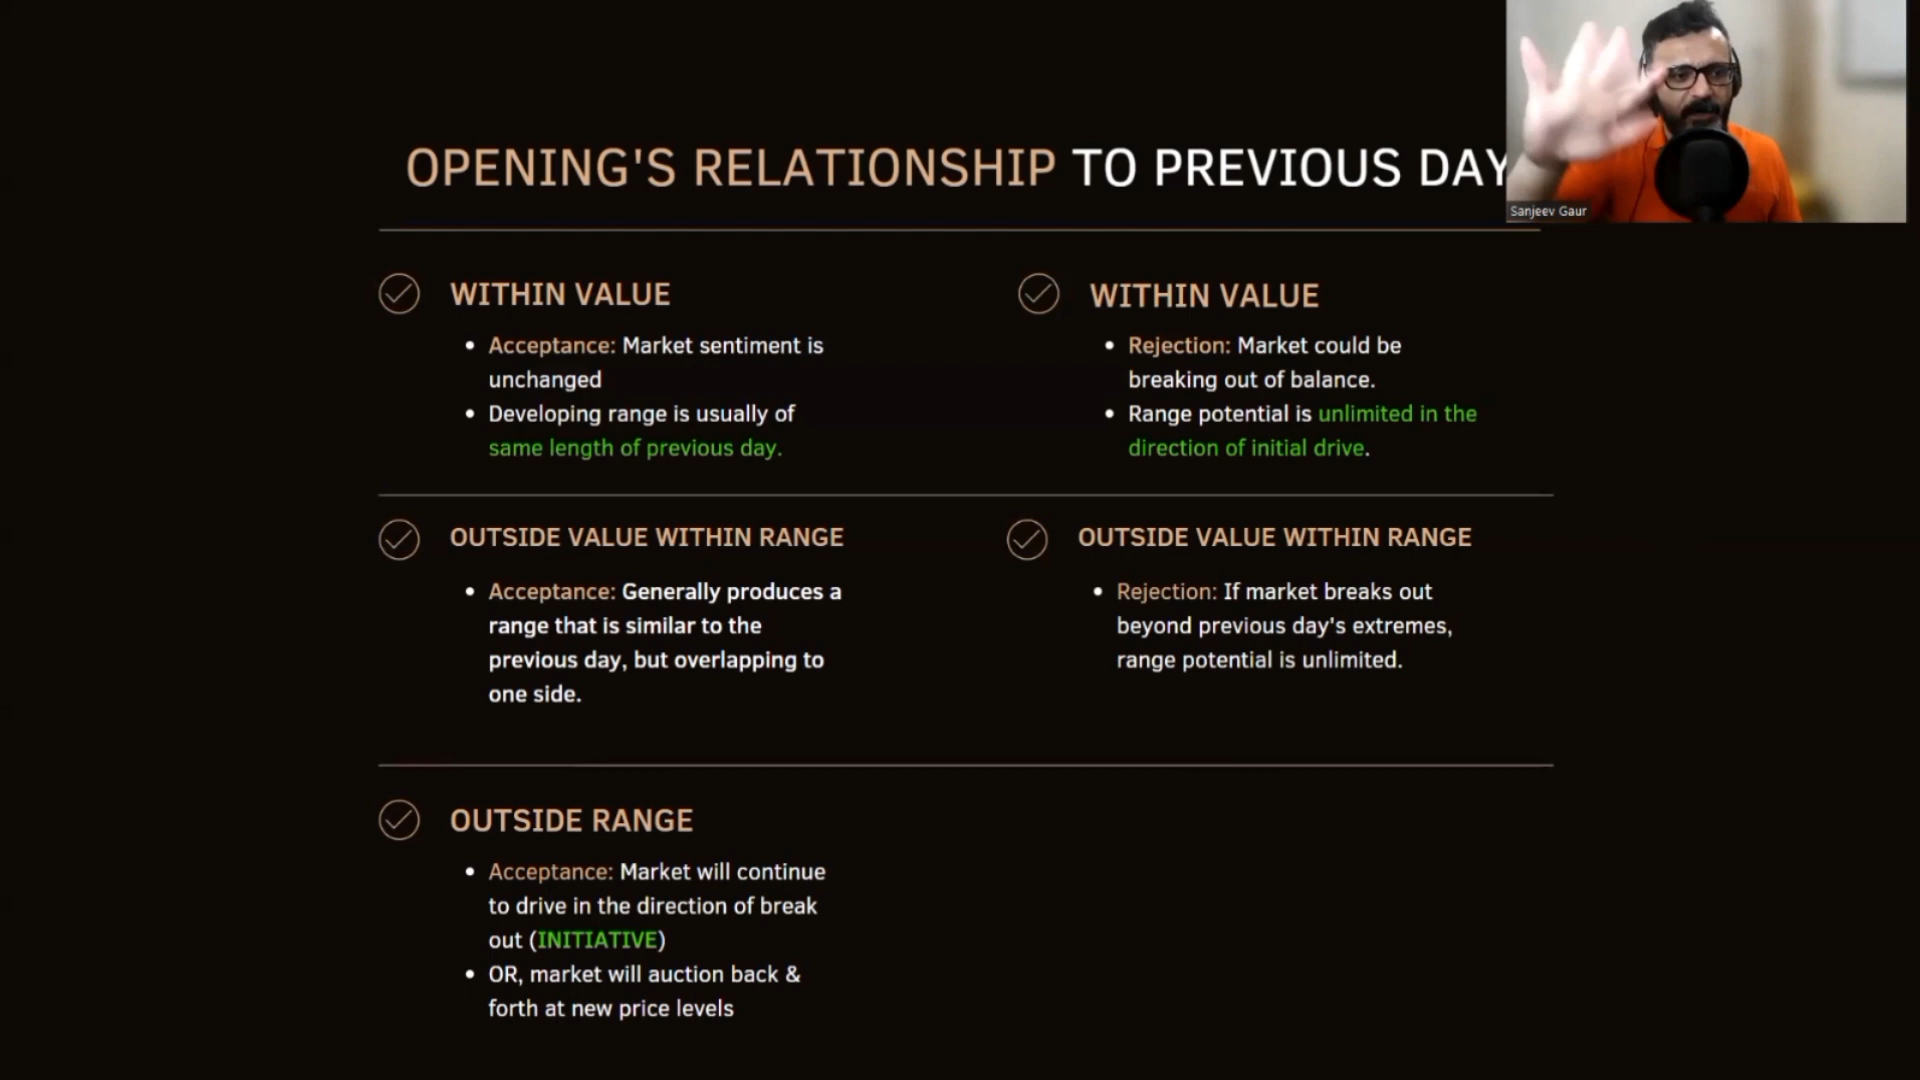 OPENING'S RELATIONSHIP TO PREVIOUS DAY
Sanjeev Gaur
WITHIN VALUE
• Acceptance: Market sentiment is
unchanged
• Developing range is usually of
same length of previous day.
WITHIN VALUE
• Rejection: Market could be
breaking out of balance.
• Range potential is unlimited in the
direction of initial drive.
OUTSIDE VALUE WITHIN RANGE
• Acceptance: Generally produces a
range that is similar to the
previous day, but overlapping to
one side.
OUTSIDE VALUE WITHIN RANGE
• Rejection: If market breaks out
beyond previous day's extremes,
range potential is unlimited.
OUTSIDE RANGE
• Acceptance: Market will continue
to drive in the direction of break
out (INITIATIVE)
• OR, market will auction back &
forth at new price levels